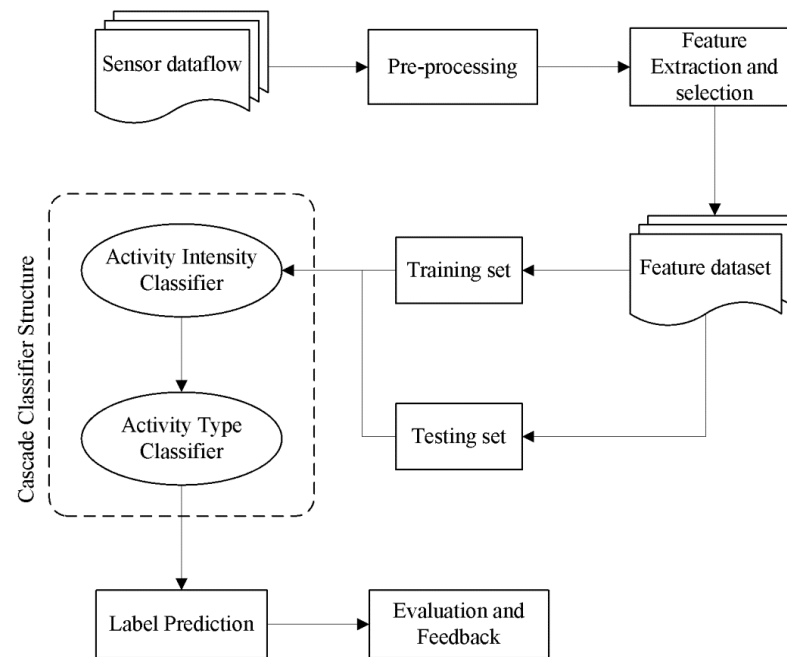 Sensor dataflow
Pre-processing
Feature
Extraction and
selection
Cascade Classifier Structure
Activity Intensity
Classifier
Training set
Feature dataset
Activity Type
Classifier
Testing set
Label Prediction
Evaluation and
Feedback